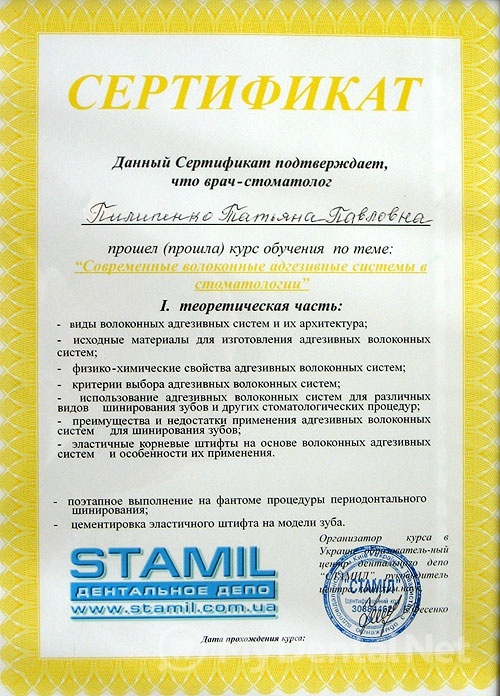 СЕРТИФИКАТ
Данный Сертификат подтверждает,
что врач-стоматолог
Пилипенко Татьяна Павловна
прошел (прошла) курс обучения по теме:
“Современные волоконные адгезивные системы в
стоматологии”
I. теоретическая часть:
- виды волоконных адгезивных систем и их архитектура;
- исходные материалы для изготовления адгезивных волоконных
систем;
- физико-химические свойства адгезивных волоконных систем;
- критерии выбора адгезивных волоконных систем;
- использование адгезивных волоконных систем для различных
видов шинирования зубов и других стоматологических процедур;
- преимущества и недостатки применения адгезивных волоконных
систем для шинирования зубов;
- эластичные корневые штифты на основе волоконных адгезивных
систем и особенности их применения.
- поэтапное выполнение на фантоме процедуры периодонтального
шинирования;
- цементировка эластичного штифта на модели зуба.
Организатор курса в
Украине образователь-ный
центр дентального депо
“СТАМИЛ” руководитель
центра
STAMIL
ДЕНТАЛЬНОЕ ДЕПО
www.stamil.com.ua
"СТАМІЛ"
Дата прохождения курса: